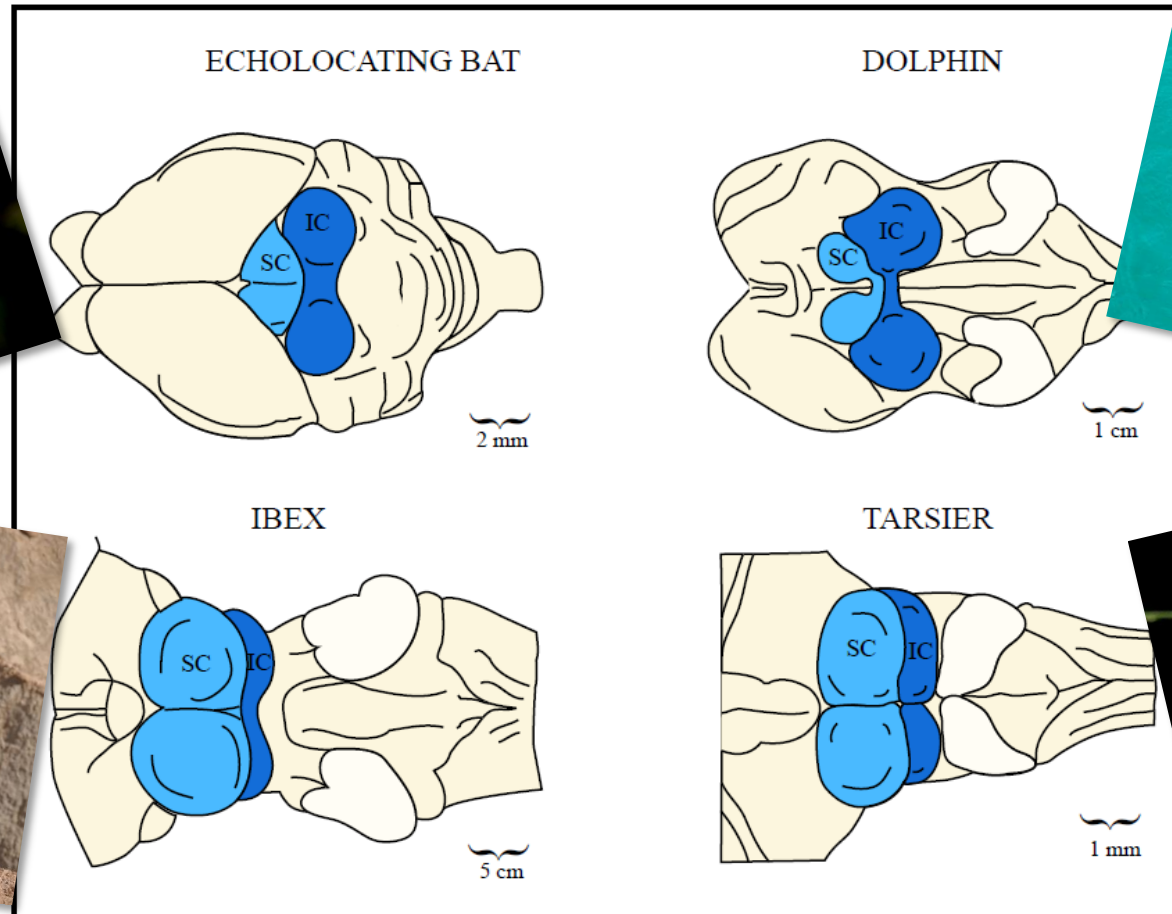 ECHOLOCATING BAT
DOLPHIN
IC
SC
2 mm
IC
SC
1 cm
IBEX
TARSIER
SC
IC
5 cm
SC
IC
1 mm